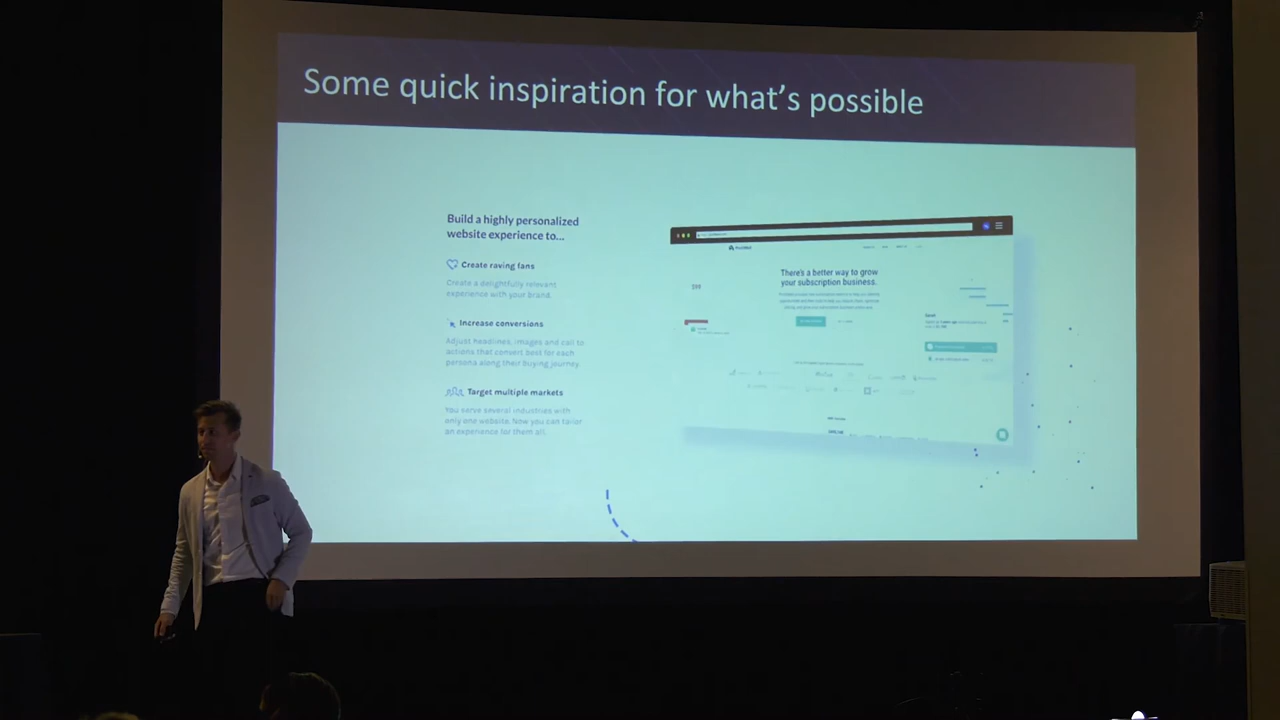 Some quick inspiration for what's possible
Build a highly personalized
website experience to...
Create raving fans
Create a delightfully relevant
experience with your brand.
Increase conversions
Adjust headlines, images and call to
actions that convert best for each
persona along their buying journey.
Target multiple markets
You serve several industries with
only one website. Now you can tailor
an experience for them all.
There's a better way to grow
your subscription business.